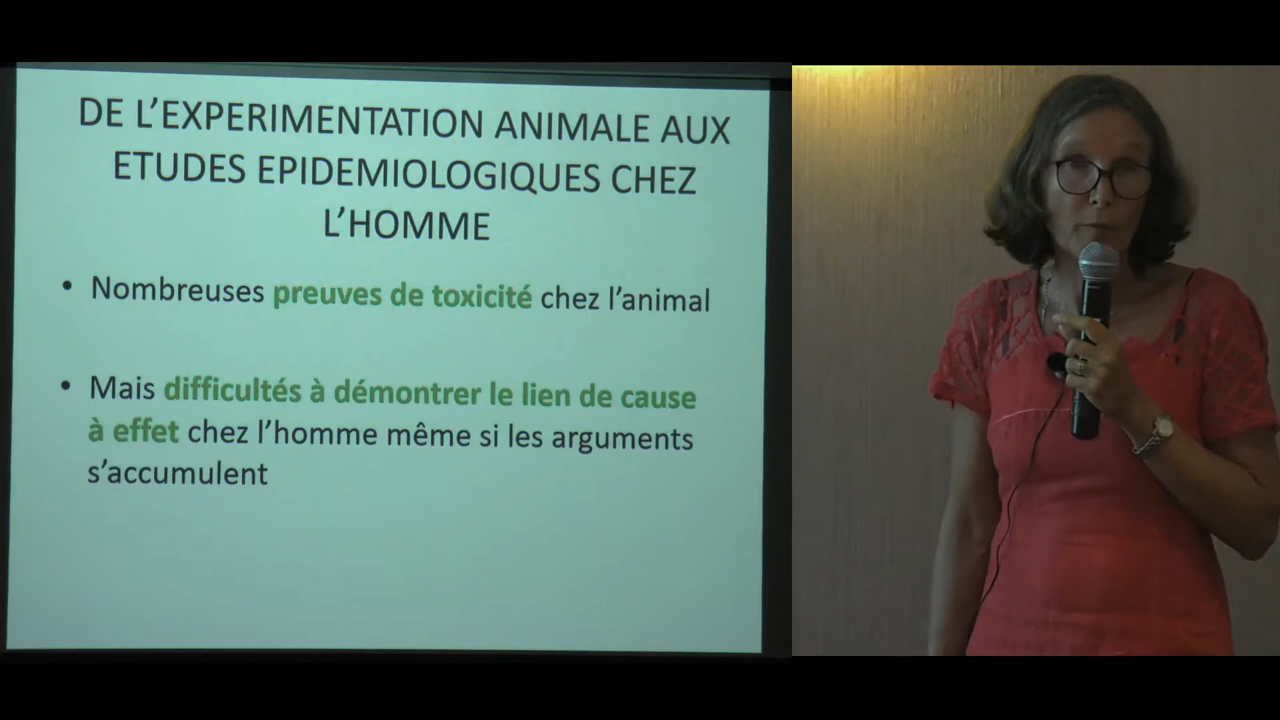 DE L’EXPERIMENTATION ANIMALE AUX
ETUDES EPIDEMIOLOGIQUES CHEZ
L’HOMME
• Nombreuses preuves de toxicité chez l’animal
• Mais difficultés à démontrer le lien de cause
à effet chez l’homme même si les arguments
s’accumulent